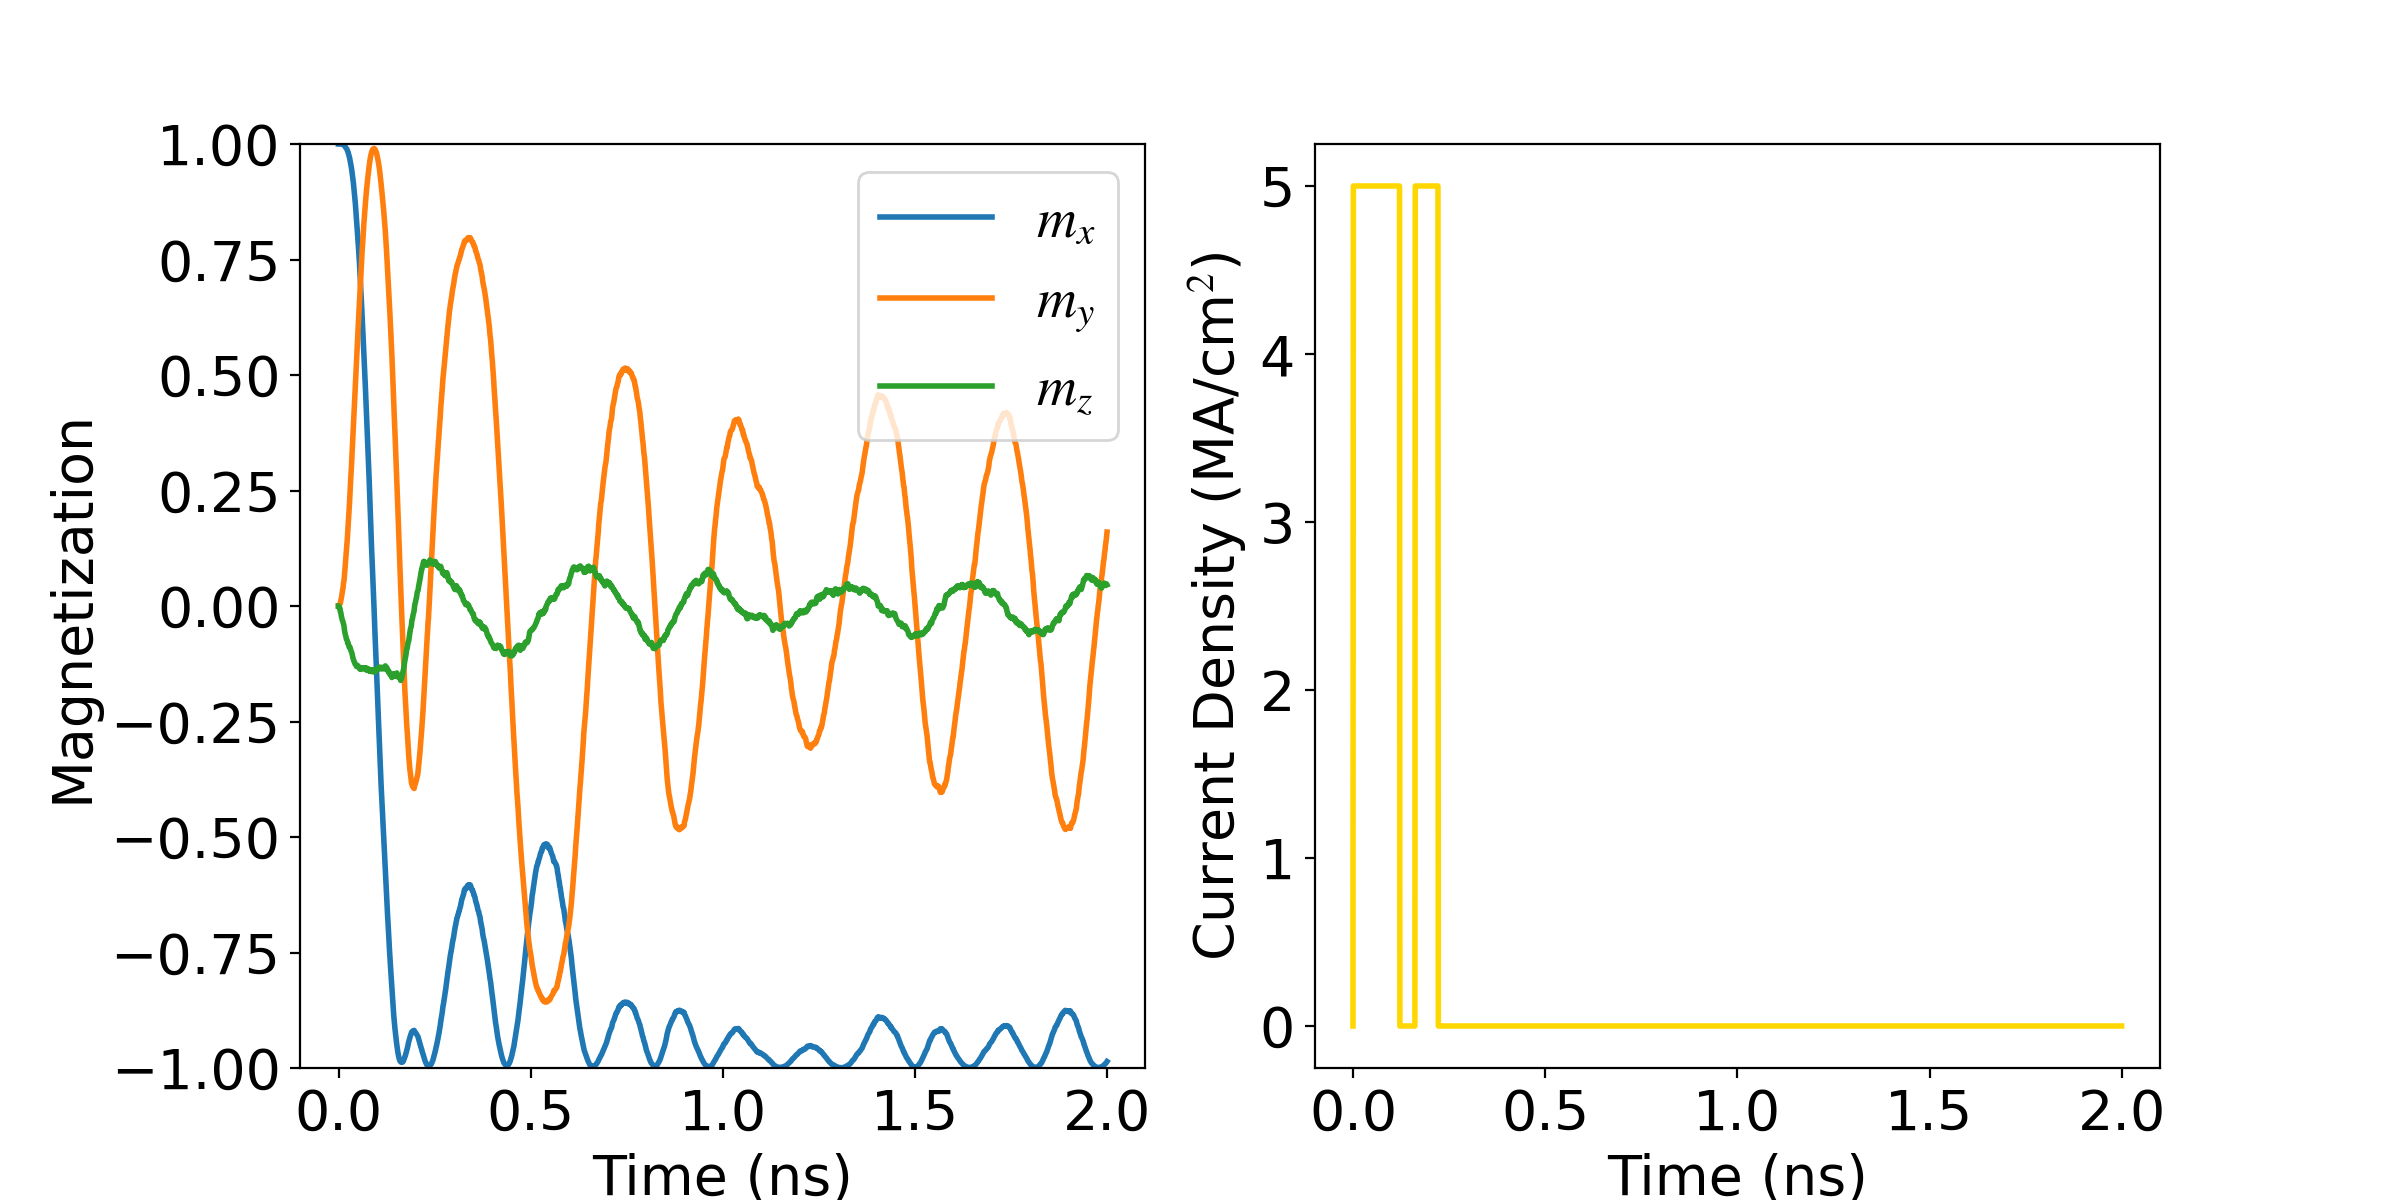 1.00
0.75
0.50
0.25
0.00
−0.25
−0.50
−0.75
−1.00
Magnetization
0.0 0.5 1.0 1.5 2.0
Time (ns)
m_x
m_y
m_z
5
4
3
2
1
0
Current Density (MA/cm²)
0.0 0.5 1.0 1.5 2.0
Time (ns)